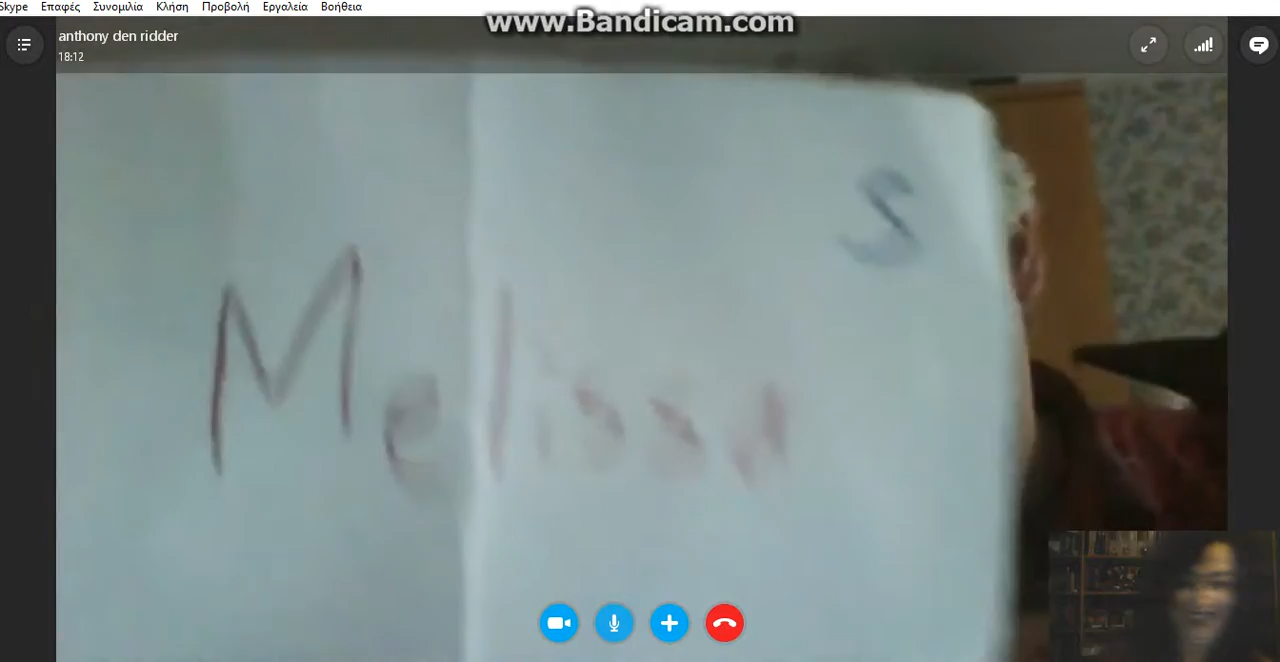 Skype Επαφές Συνομιλία Κλήση Προβολή Εργαλεία Βοήθεια
www.Bandicam.com
anthony den ridder
18:12
S
Melissa